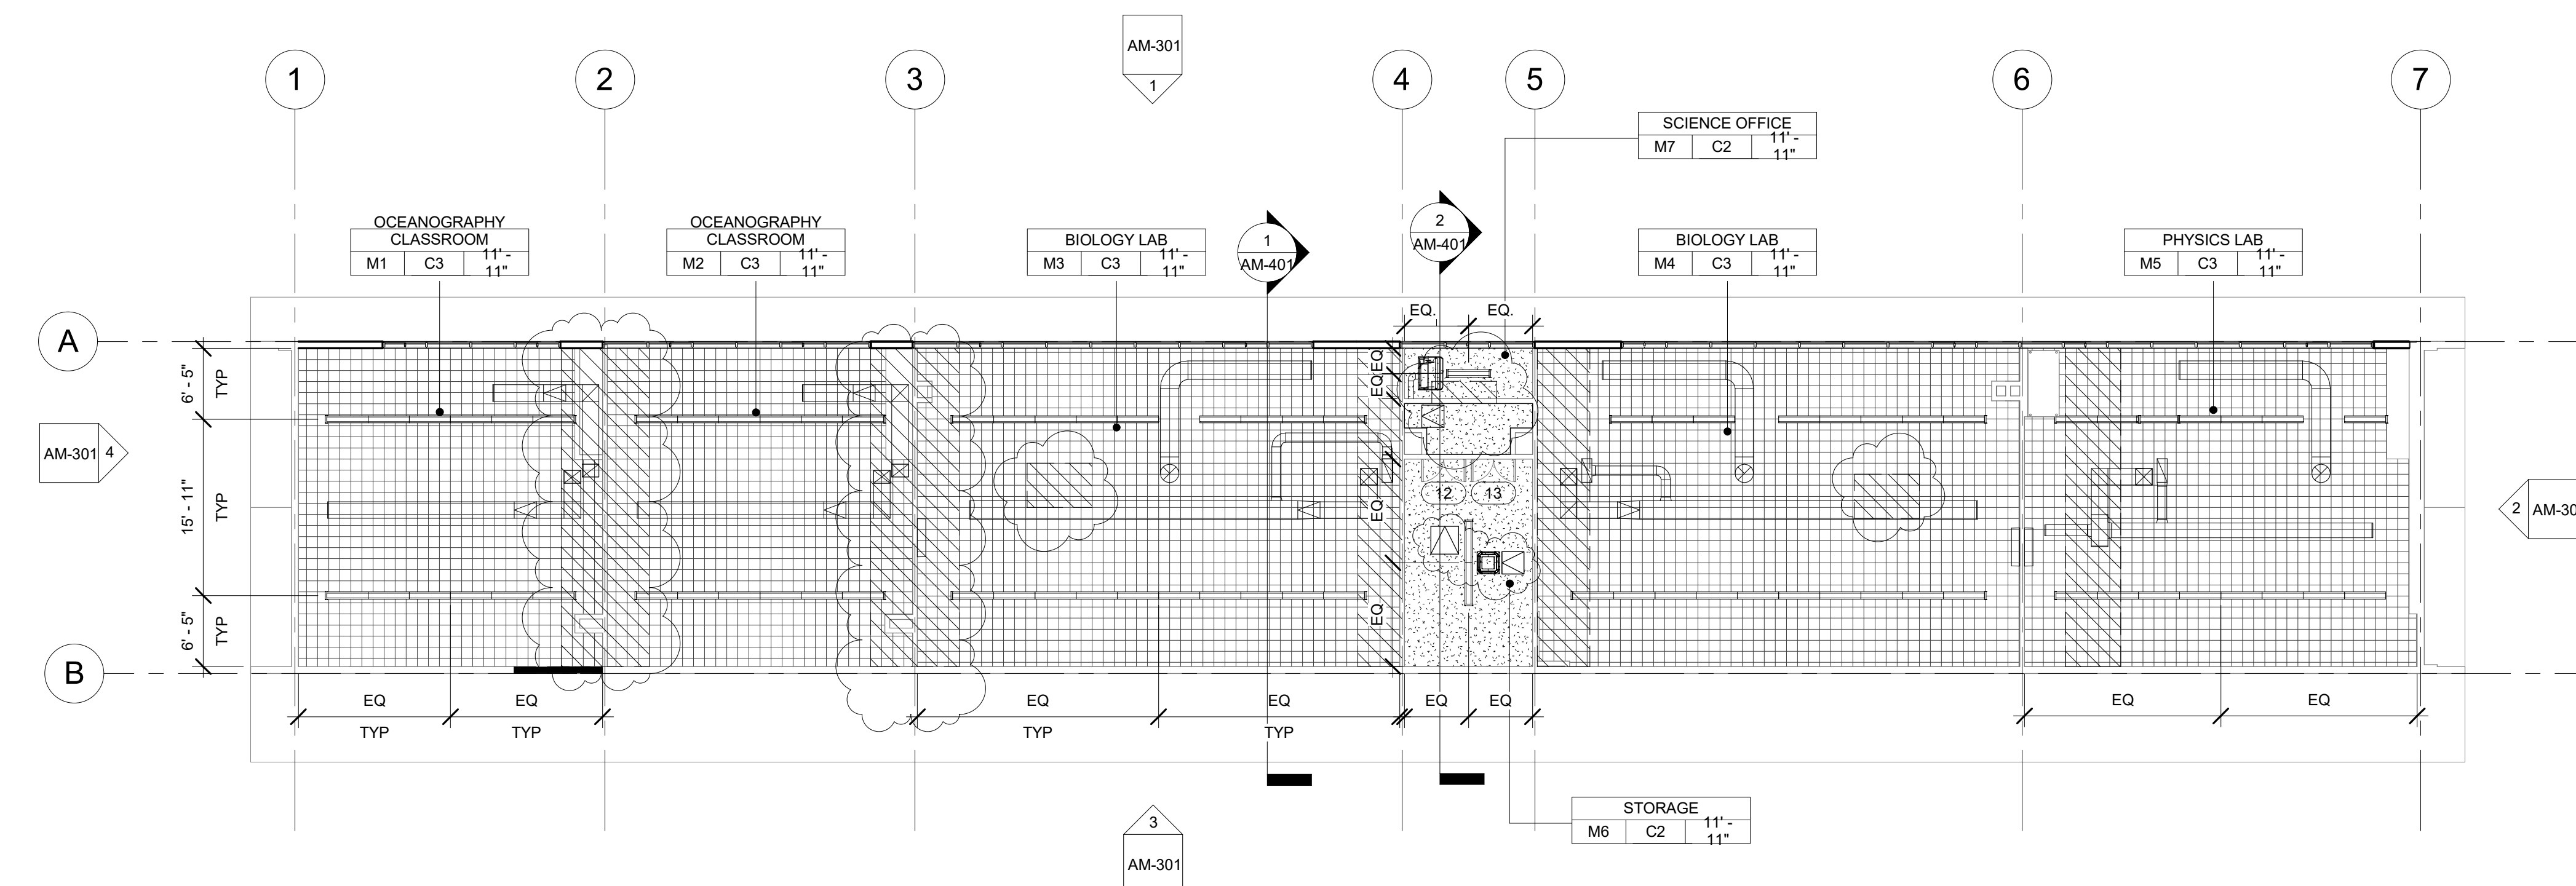 AM-301
1
1
2
3
4
5
6
7
SCIENCE OFFICE
M7 C2 11' -
11"
OCEANOGRAPHY
CLASSROOM
M1 C3 11' -
11"
OCEANOGRAPHY
CLASSROOM
M2 C3 11' -
11"
BIOLOGY LAB
M3 C3 11' -
11"
1
AM-401
2
AM-401
BIOLOGY LAB
M4 C3 11' -
11"
PHYSICS LAB
M5 C3 11' -
11"
EQ. EQ.
A
6' - 5"
TYP
EQ
EQ
AM-301 4
15' - 11"
TYP
12 13
EQ
2 AM-30
6' - 5"
TYP
EQ
B
EQ EQ EQ EQ EQ EQ EQ EQ
TYP TYP TYP TYP
STORAGE
M6 C2 11' -
11"
3
AM-301